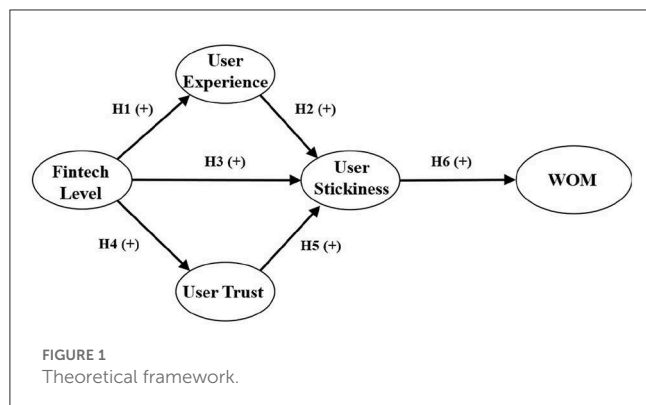 User
Experience
H1 (+)
H2 (+)
Fintech
Level
H3 (+)
User
Stickiness
H6 (+)
WOM
H4 (+)
H5 (+)
User Trust
FIGURE 1
Theoretical framework.